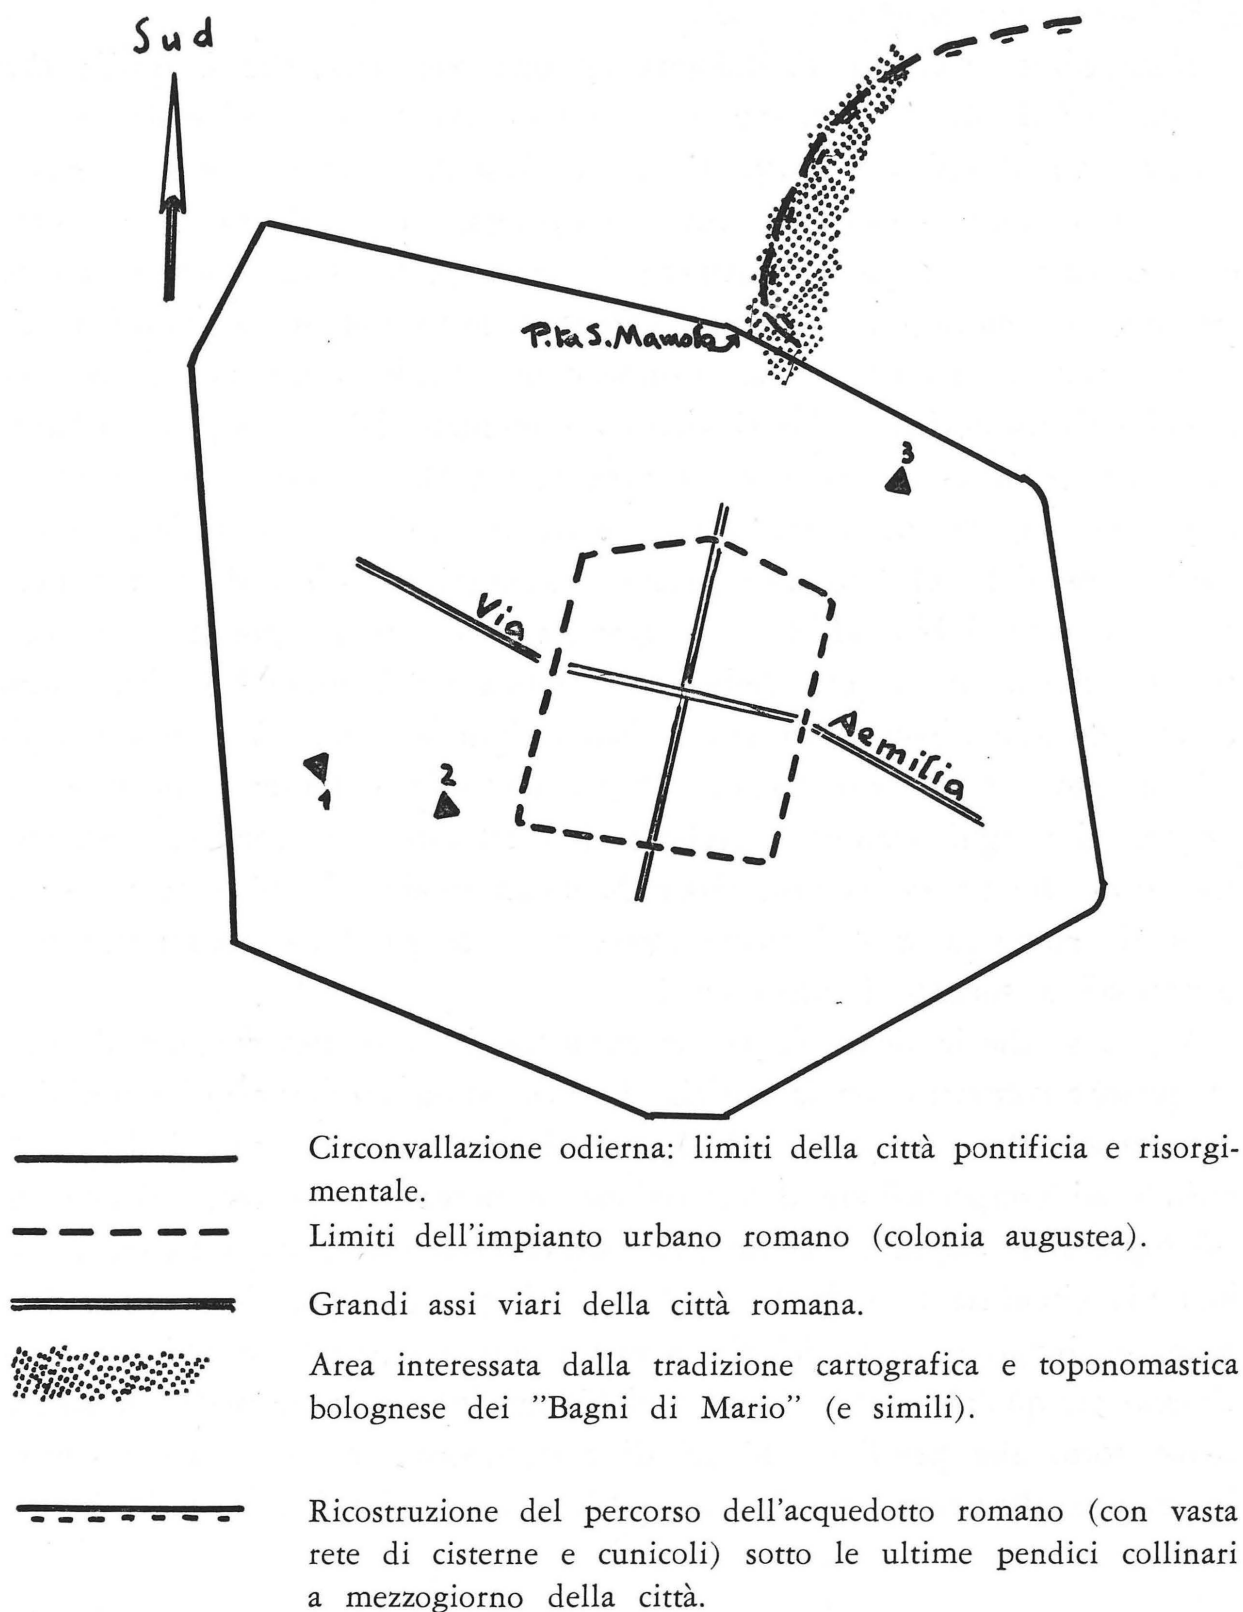 Sud
P.ta S. Mamolo
3
Via
Aemilia
1
2
Circonvallazione odierna: limiti della città pontificia e risorgi-
mentale.
Limiti dell'impianto urbano romano (colonia augustea).
Grandi assi viari della città romana.
Area interessata dalla tradizione cartografica e toponomastica
bolognese dei ”Bagni di Mario” (e simili).
Ricostruzione del percorso dell'acquedotto romano (con vasta
rete di cisterne e cunicoli) sotto le ultime pendici collinari
a mezzogiorno della città.